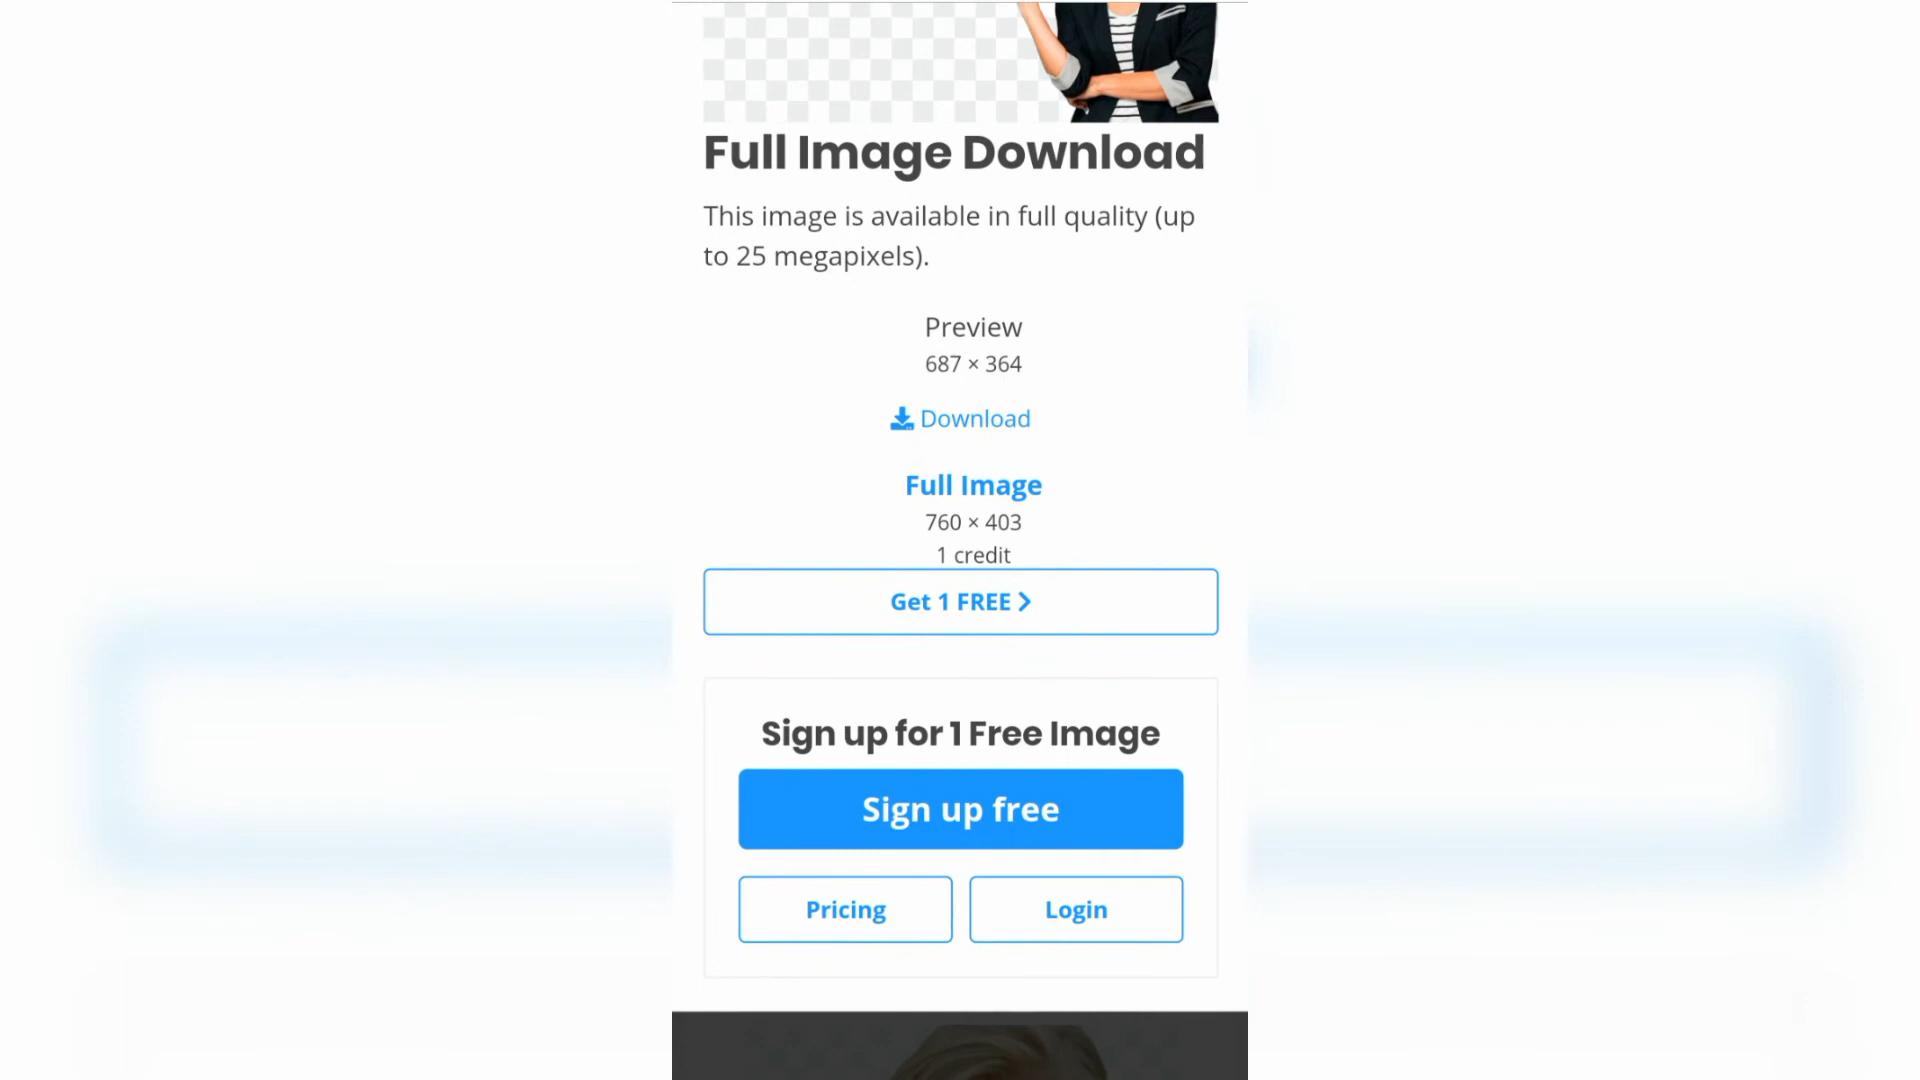 Full Image Download
This image is available in full quality (up
to 25 megapixels).
Preview
687 × 364
Download
Full Image
760 × 403
1 credit
Get 1 FREE
Sign up for 1 Free Image
Sign up free
Pricing
Login